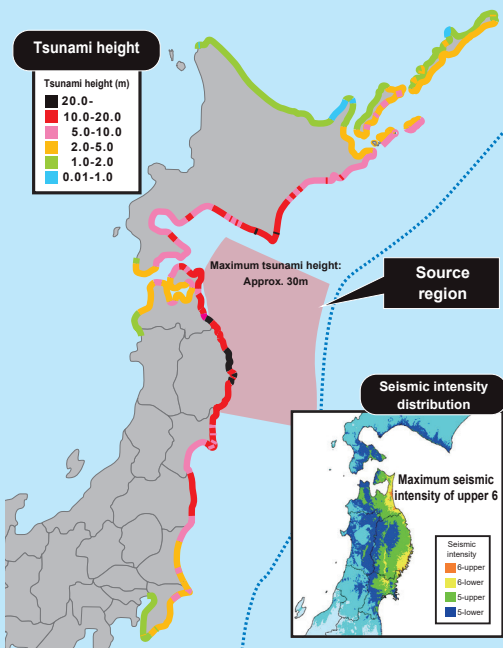 Tsunami height
Tsunami height (m)
20.0-
10.0-20.0
5.0-10.0
2.0-5.0
1.0-2.0
0.01-1.0
Maximum tsunami height:
Approx. 30m
Source
region
Seismic intensity
distribution
Maximum seismic
intensity of upper 6
Seismic
intensity
6-upper
6-lower
5-upper
5-lower